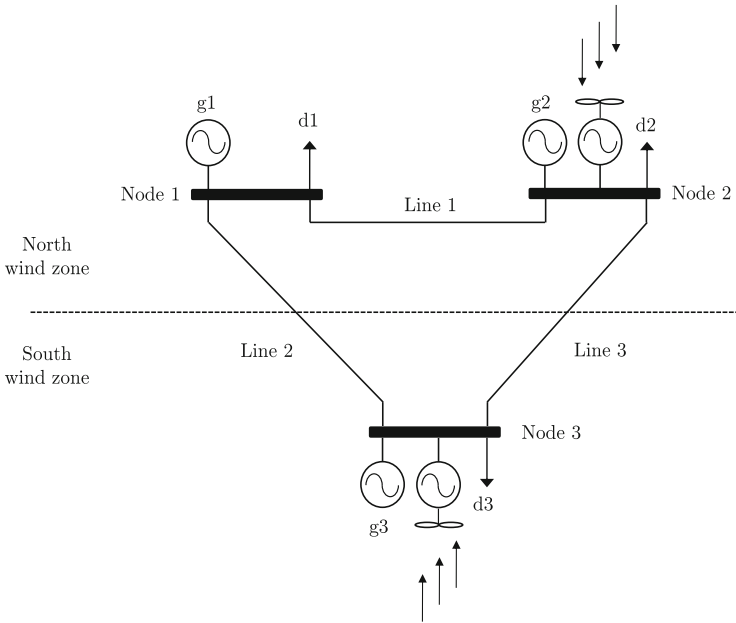 g1
d1
g2
d2
Node 1
Line 1
Node 2
North
wind zone
South
wind zone
Line 2
Line 3
Node 3
g3
d3